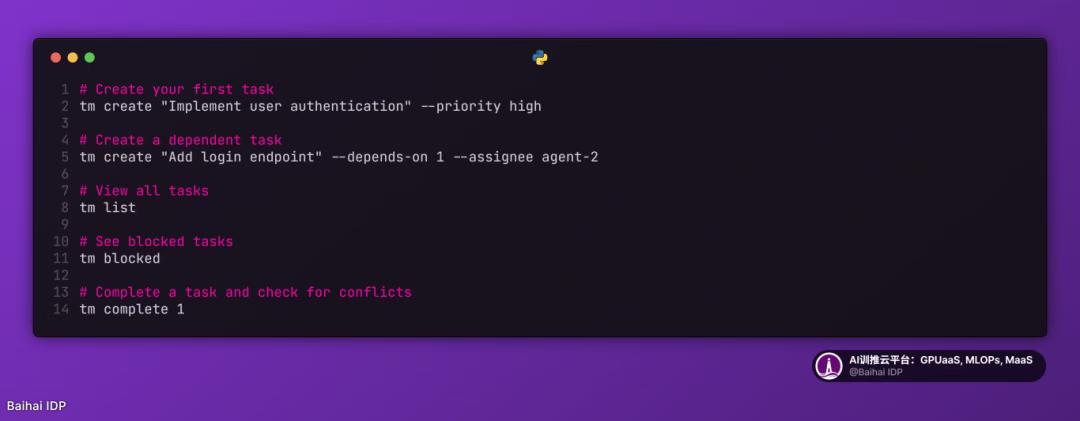 1 # Create your first task
2 tm create "Implement user authentication" --priority high
3
4 # Create a dependent task
5 tm create "Add login endpoint" --depends-on 1 --assignee agent-2
6
7 # View all tasks
8 tm list
9
10 # See blocked tasks
11 tm blocked
12
13 # Complete a task and check for conflicts
14 tm complete 1
AI训推云平台：GPUaaS, MLOPs, MaaS
@Baihai IDP
Baihai IDP